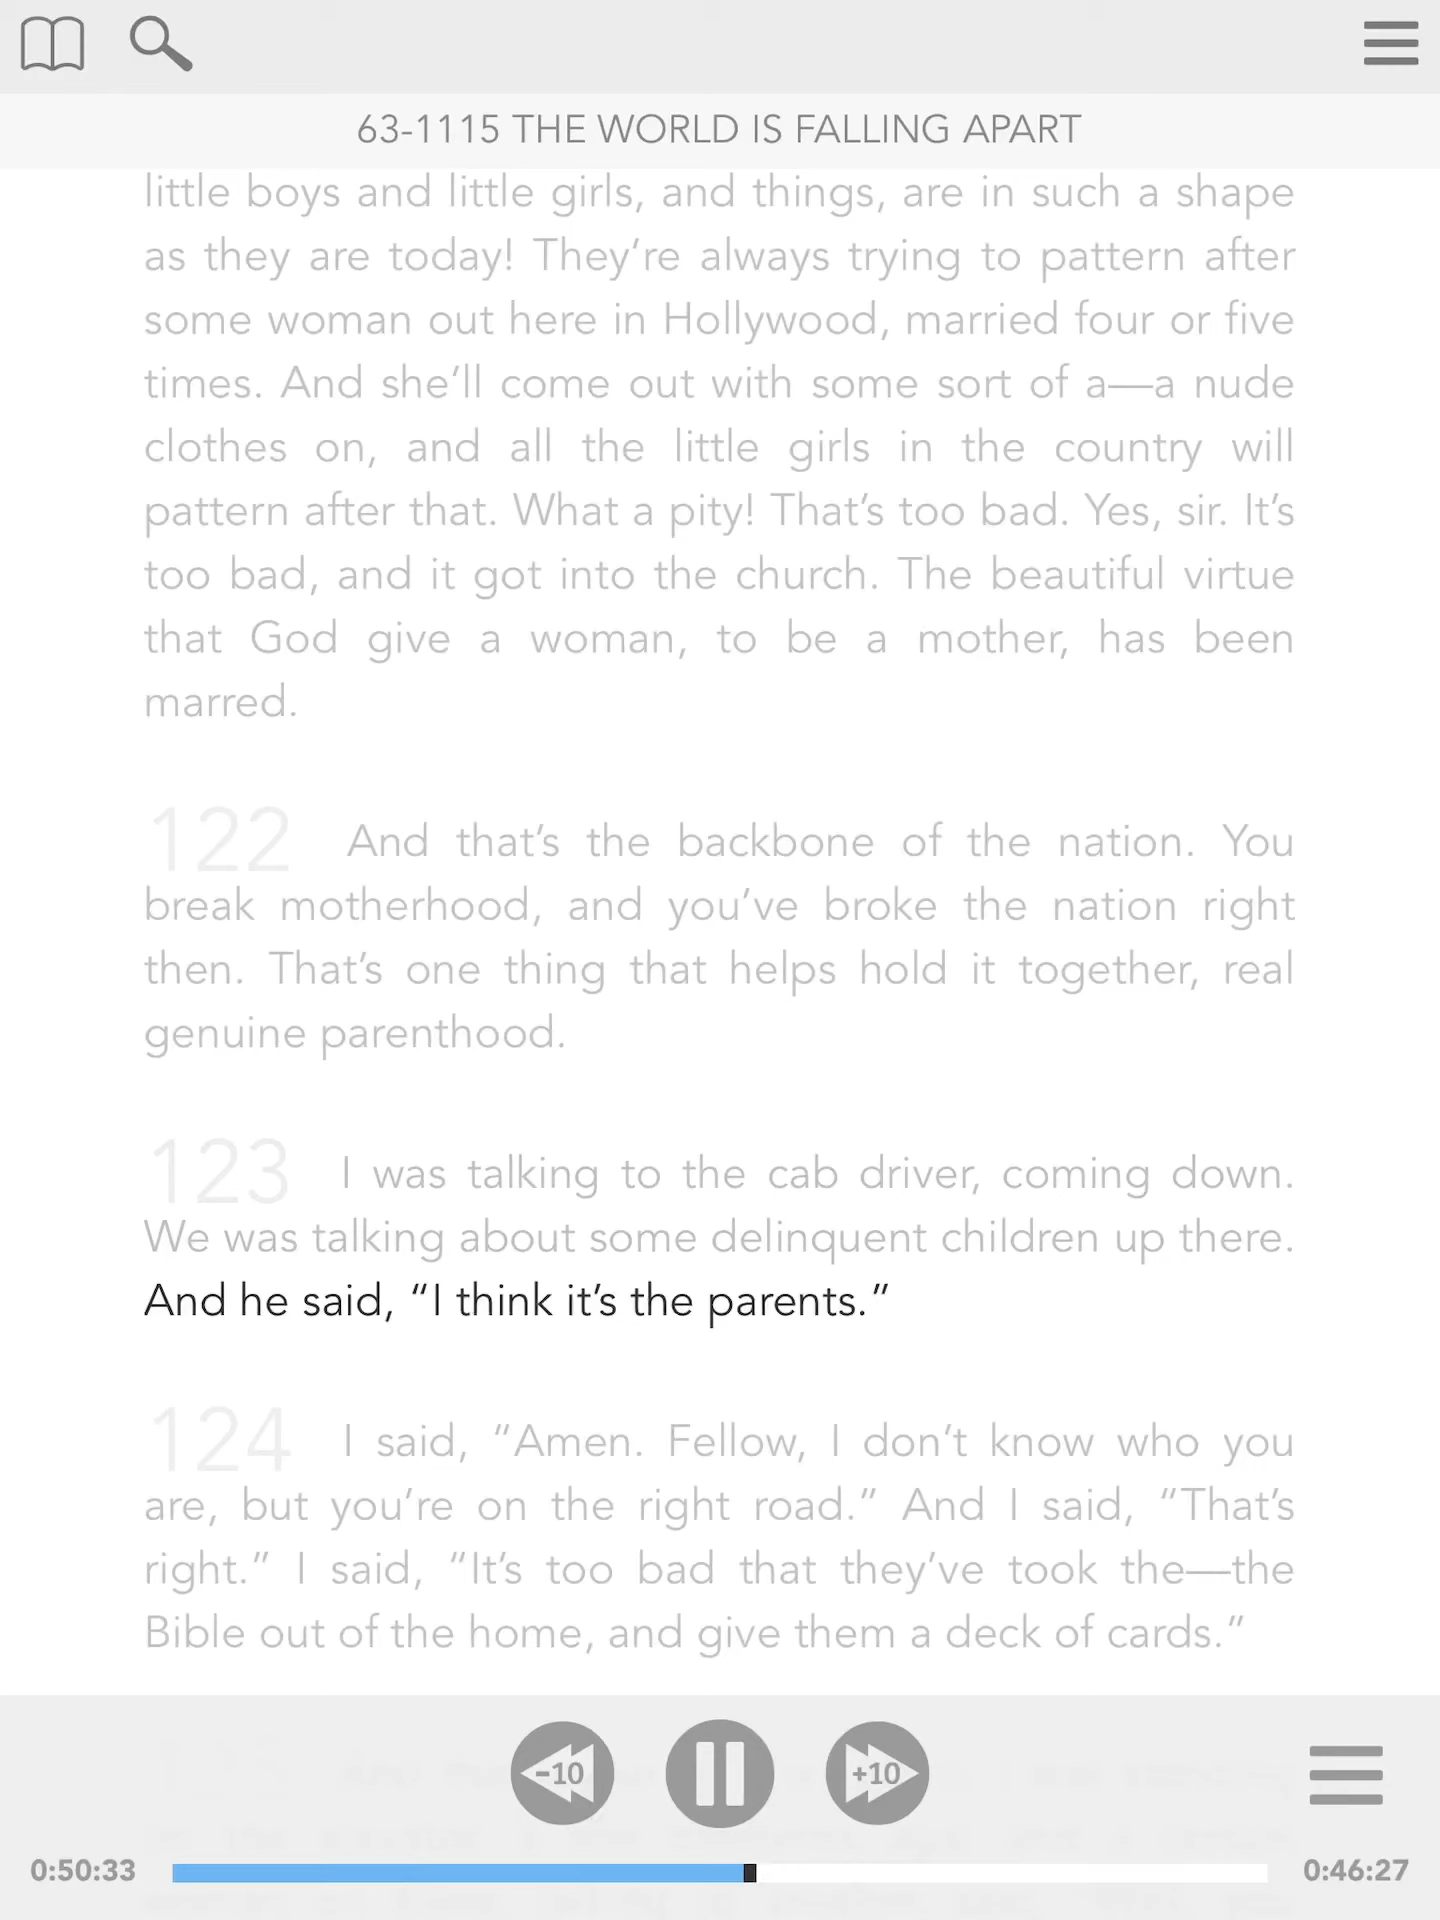 63-1115 THE WORLD IS FALLING APART
little boys and little girls, and things, are in such a shape
as they are today! They’re always trying to pattern after
some woman out here in Hollywood, married four or five
times. And she’ll come out with some sort of a—a nude
clothes on, and all the little girls in the country will
pattern after that. What a pity! That’s too bad. Yes, sir. It’s
too bad, and it got into the church. The beautiful virtue
that God give a woman, to be a mother, has been
marred.
122 And that’s the backbone of the nation. You
break motherhood, and you’ve broke the nation right
then. That’s one thing that helps hold it together, real
genuine parenthood.
123 I was talking to the cab driver, coming down.
We was talking about some delinquent children up there.
And he said, “I think it’s the parents.”
124 I said, “Amen. Fellow, I don’t know who you
are, but you’re on the right road.” And I said, “That’s
right.” I said, “It’s too bad that they’ve took the—the
Bible out of the home, and give them a deck of cards.”
-10 +10
0:50:33 0:46:27